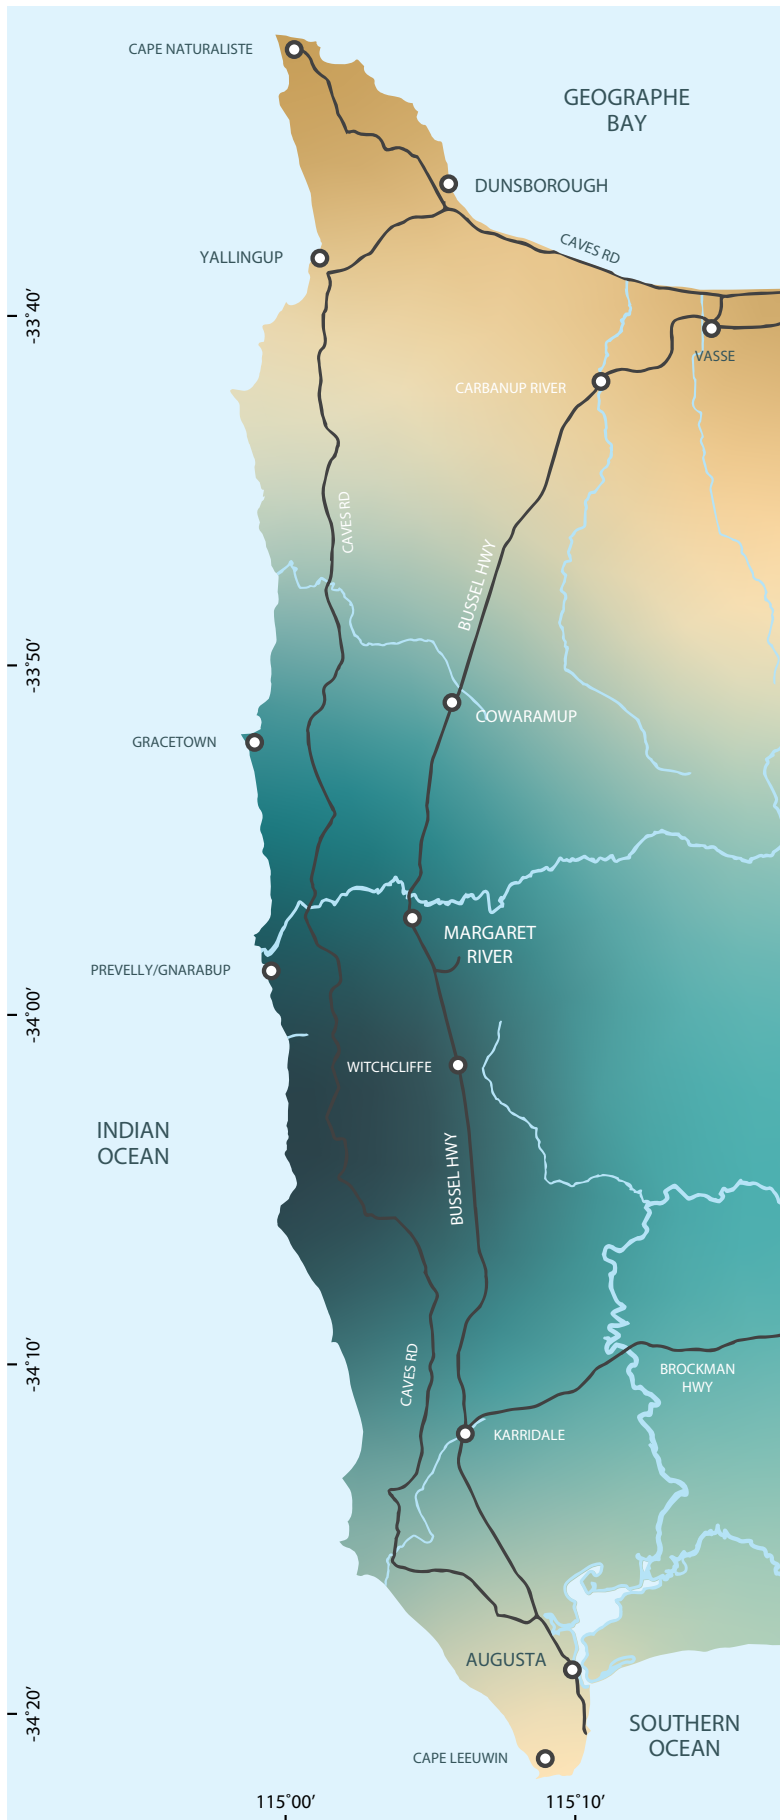 CAPE NATURALISTE
GEOGRAPHE
BAY
DUNSBOROUGH
CAVES RD
YALLINGUP
-33°40′
VASSE
CARBANUP RIVER
CAVES RD
BUSSEL HWY
-33°50′
COWARAMUP
GRACETOWN
MARGARET
RIVER
PREVELLY/GNARABUP
-34°00′
WITCHCLIFFE
INDIAN
OCEAN
BUSSEL HWY
-34°10′
CAVES RD
BROCKMAN
HWY
KARRIDALE
AUGUSTA
-34°20′
SOUTHERN
OCEAN
CAPE LEEUWIN
115°00′
115°10′